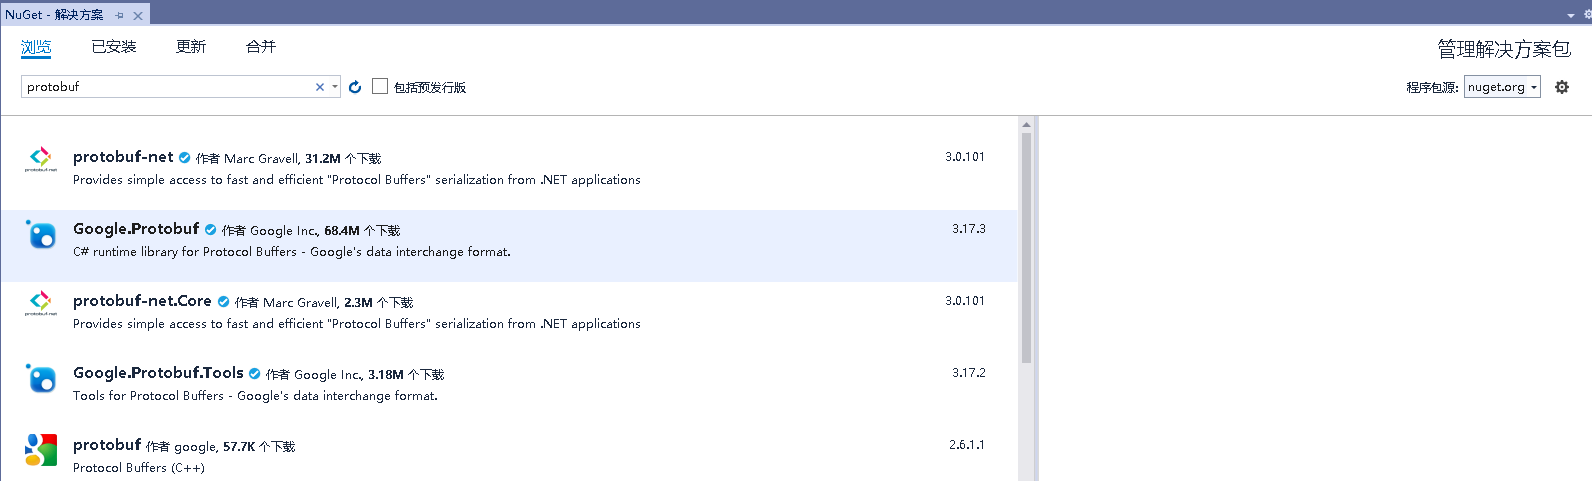 NuGet - 解决方案
浏览 已安装 更新 合并
管理解决方案包
protobuf
包括预发行版
程序包源: nuget.org
protobuf-net 作者 Marc Gravell, 31.2M 个下载 3.0.101
Provides simple access to fast and efficient "Protocol Buffers" serialization from .NET applications
Google.Protobuf 作者 Google Inc., 68.4M 个下载 3.17.3
C# runtime library for Protocol Buffers - Google's data interchange format.
protobuf-net.Core 作者 Marc Gravell, 2.3M 个下载 3.0.101
Provides simple access to fast and efficient "Protocol Buffers" serialization from .NET applications
Google.Protobuf.Tools 作者 Google Inc., 3.18M 个下载 3.17.2
Tools for Protocol Buffers - Google's data interchange format.
protobuf 作者 google, 57.7K 个下载 2.6.1.1
Protocol Buffers (C++)